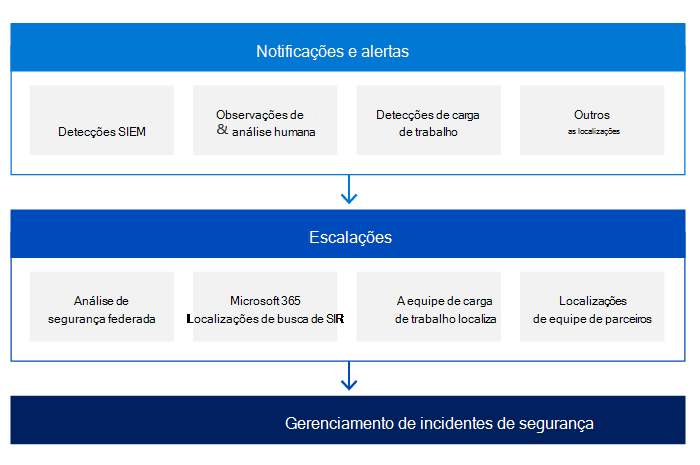 Notificações e alertas
Detecções SIEM
Observações de
& análise humana
Detecções de carga
de trabalho
Outros
as localizações
Escalações
Análise de
segurança federada
Microsoft 365
Localizações de busca de SIR
A equipe de carga
de trabalho localiza
Localizações
de equipe de parceiros
Gerenciamento de incidentes de segurança